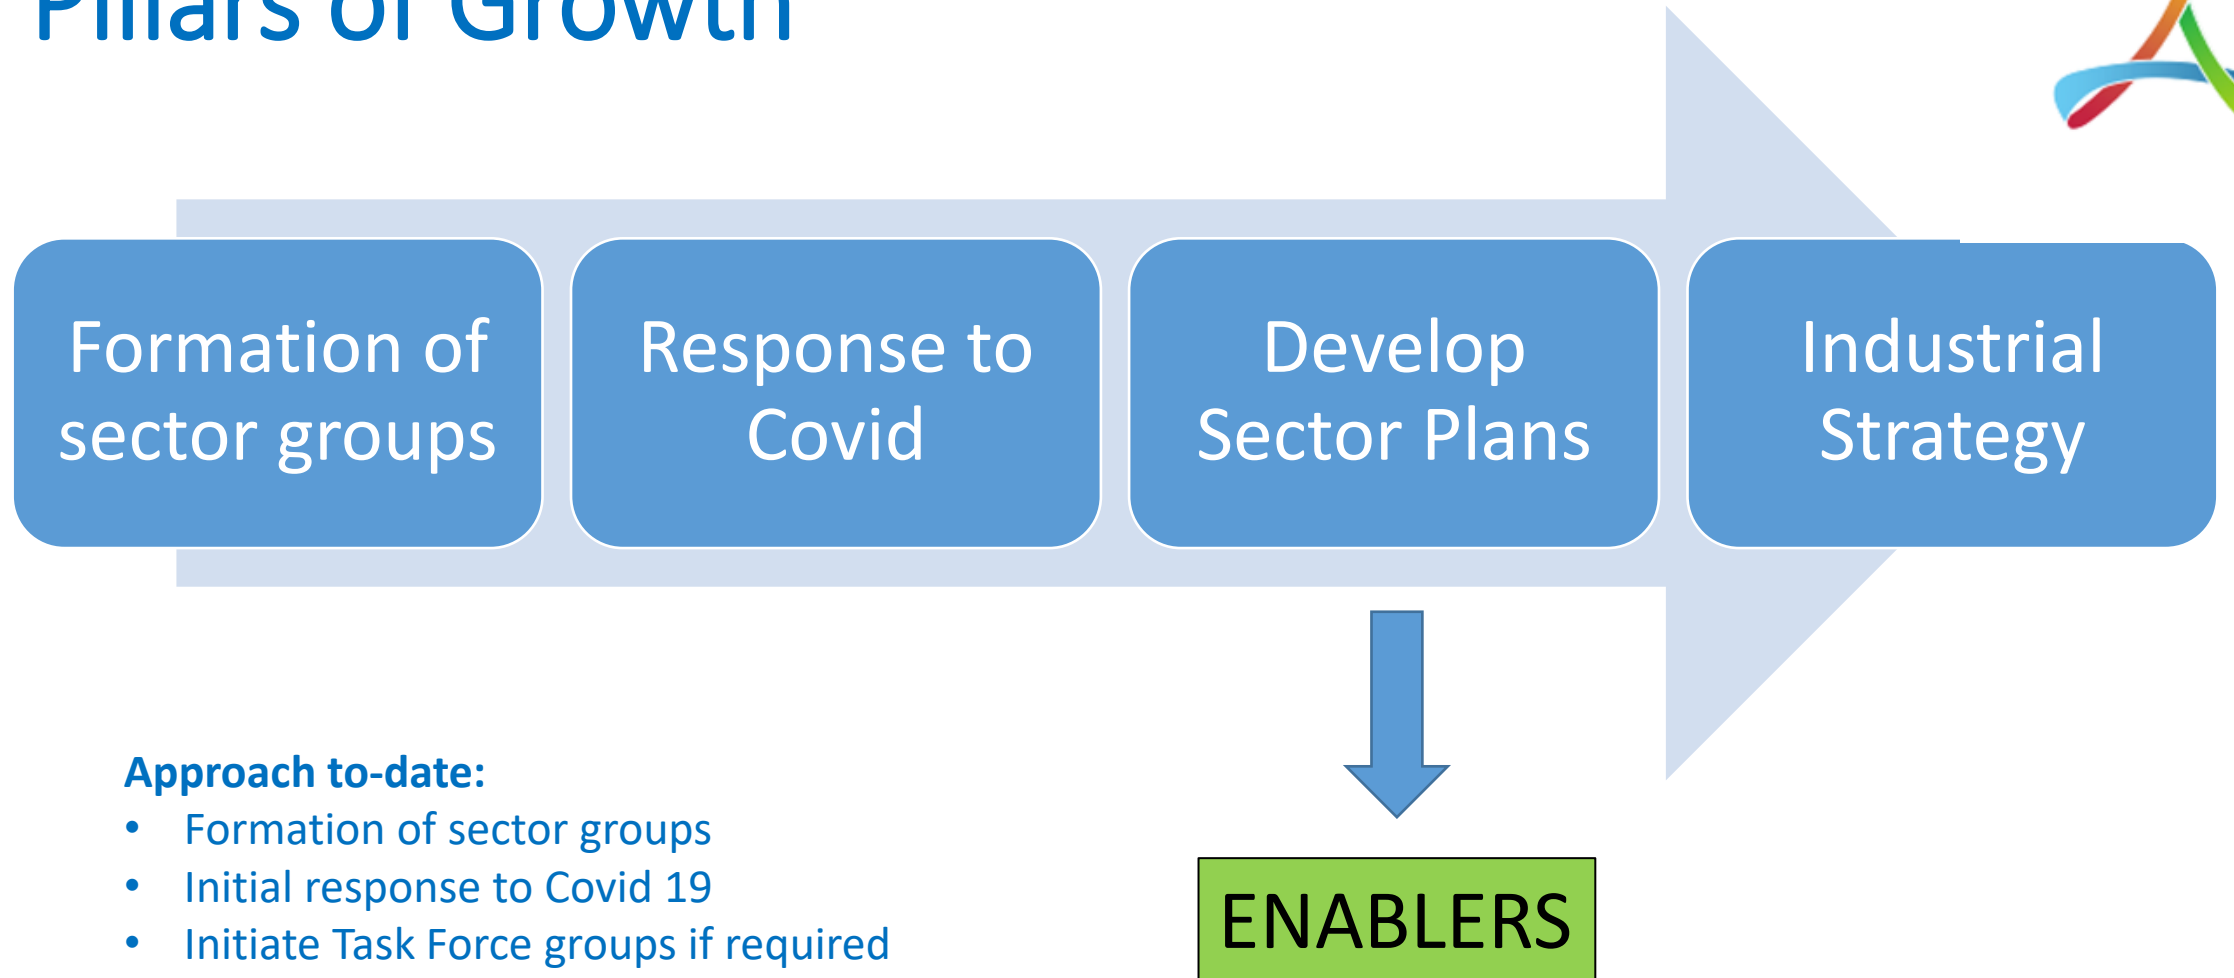 Pillars of Growth
Formation of
sector groups
Response to
Covid
Develop
Sector Plans
Industrial
Strategy
Approach to-date:
• Formation of sector groups
• Initial response to Covid 19
• Initiate Task Force groups if required
ENABLERS